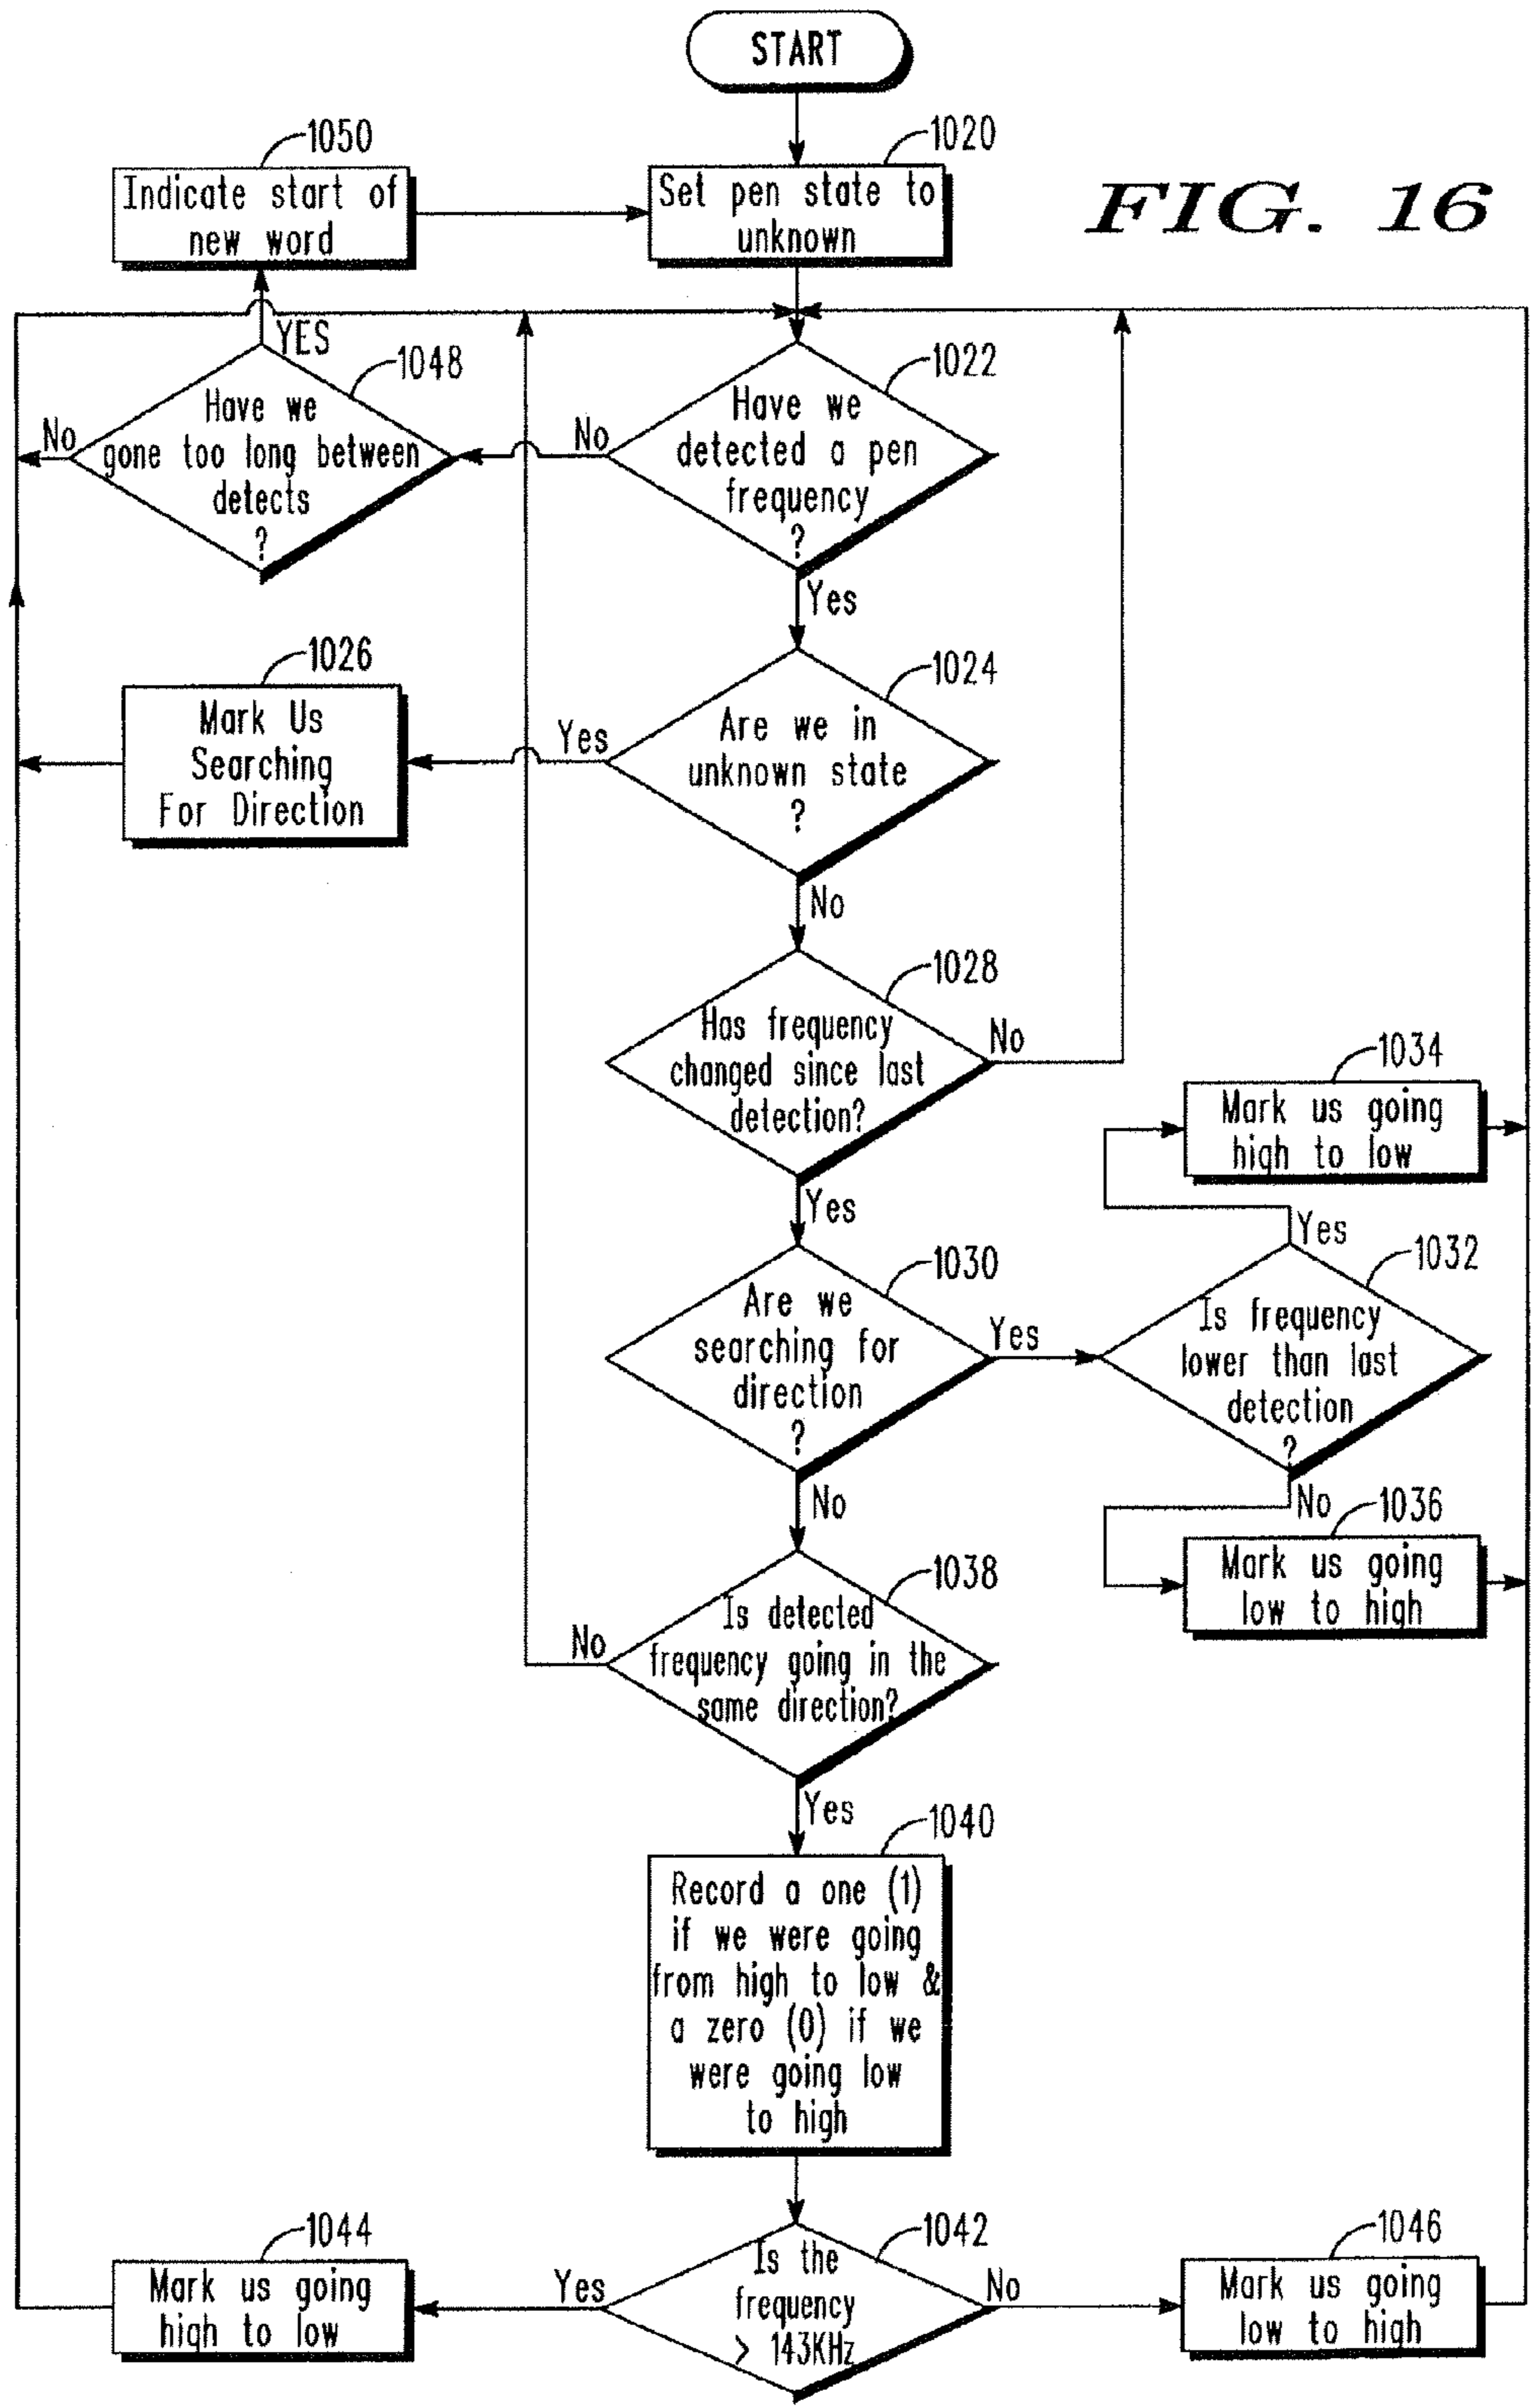 START
1050
1020
Indicate start of
new word
Set pen state to
unknown
FIG. 16
YES
1048
1022
Have we
gone too long between
detects
?
No
No
Have we
detected a pen
frequency
?
Yes
1026
1024
Mark Us
Searching
For Direction
Yes
Are we in
unknown state
?
No
1028
Has frequency
changed since last
detection?
No
1034
Mark us going
high to low
Yes
Yes
1030
1032
Are we
searching for
direction
?
Yes
Is frequency
lower than last
detection
?
No
No
1036
Mark us going
low to high
1038
Is detected
frequency going in the
same direction?
No
Yes
1040
Record a one (1)
if we were going
from high to low &
a zero (0) if we
were going low
to high
1044
1042
1046
Mark us going
high to low
Yes
Is the
frequency
> 143KHz
No
Mark us going
low to high